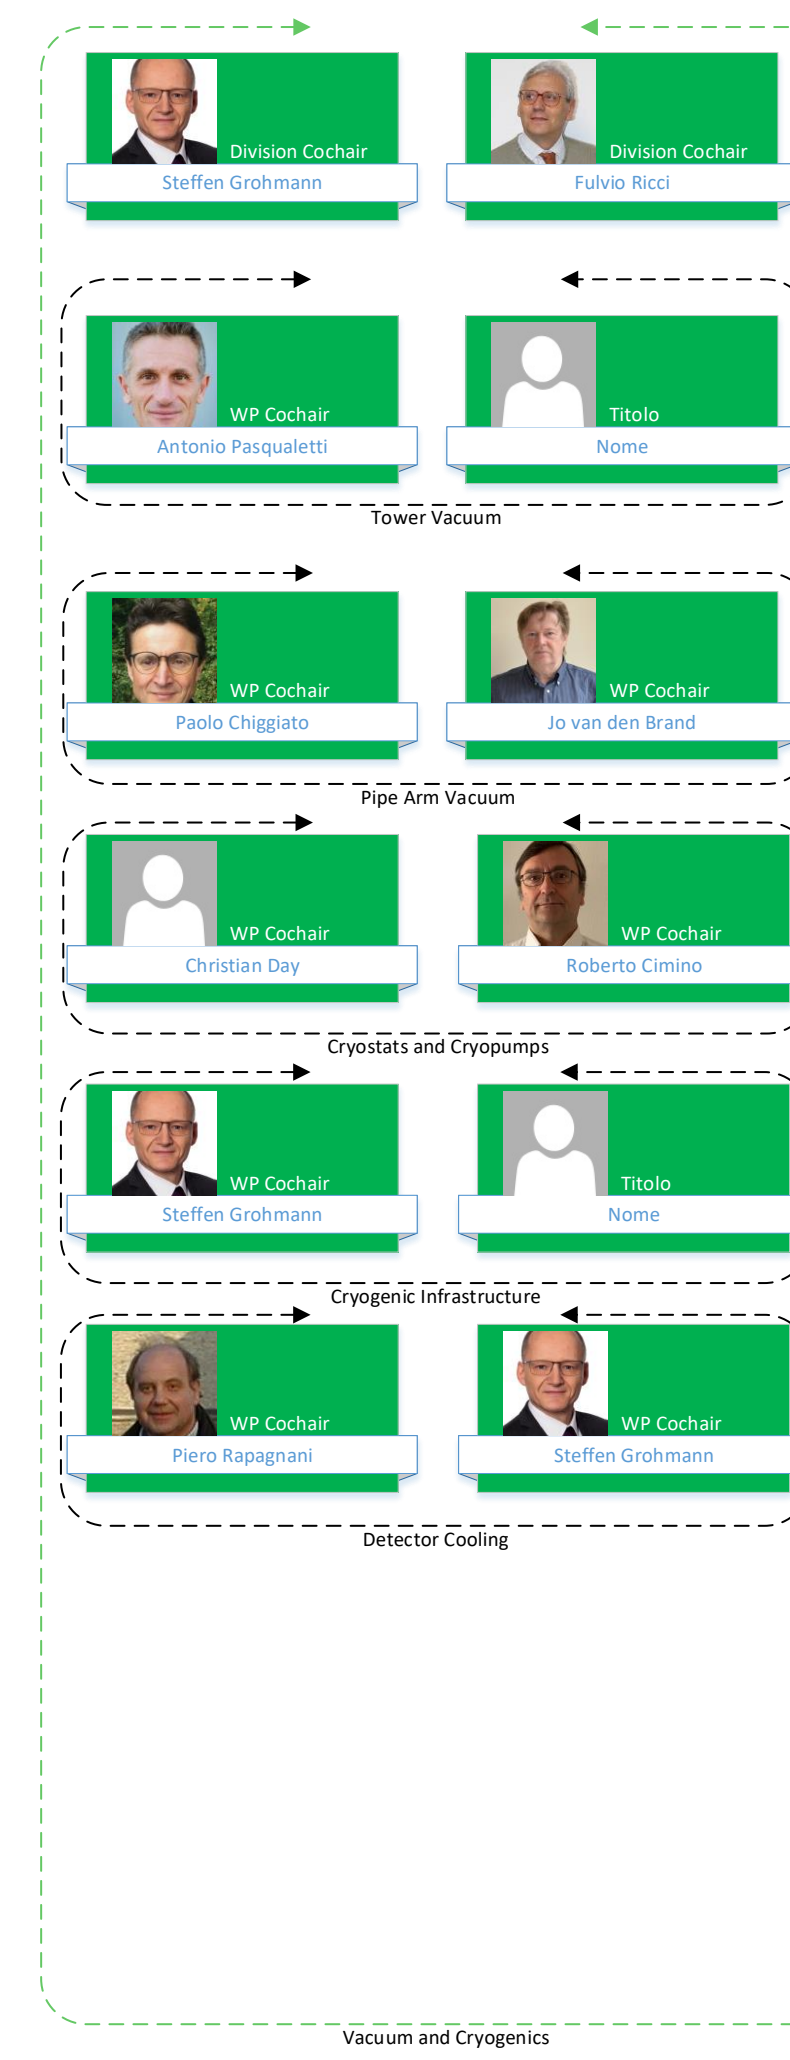 Division Cochair
Steffen Grohmann
Division Cochair
Fulvio Ricci
WP Cochair
Antonio Pasqualetti
Titolo
Nome
Tower Vacuum
WP Cochair
Paolo Chiggiato
WP Cochair
Jo van den Brand
Pipe Arm Vacuum
WP Cochair
Christian Day
WP Cochair
Roberto Cimino
Cryostats and Cryopumps
WP Cochair
Steffen Grohmann
Titolo
Nome
Cryogenic Infrastructure
WP Cochair
Piero Rapagnani
WP Cochair
Steffen Grohmann
Detector Cooling
Vacuum and Cryogenics